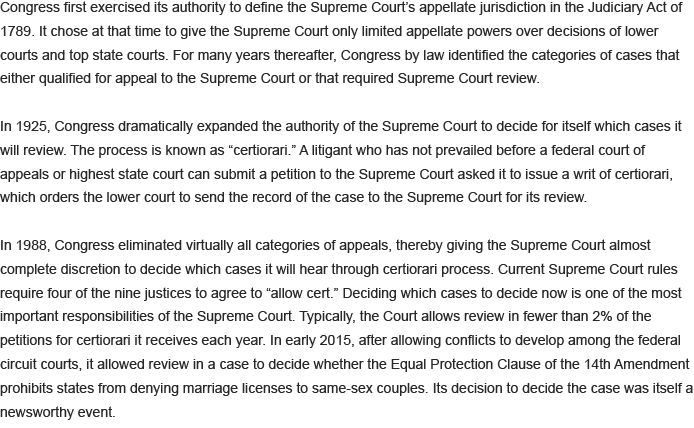 Congress first exercised its authority to define the Supreme Court's appellate jurisdiction in the Judiciary Act of
1789. It chose at that time to give the Supreme Court only limited appellate powers over decisions of lower
courts and top state courts. For many years thereafter, Congress by law identified the categories of cases that
either qualified for appeal to the Supreme Court or that required Supreme Court review.
In 1925, Congress dramatically expanded the authority of the Supreme Court to decide for itself which cases it
will review. The process is known as “certiorari.” A litigant who has not prevailed before a federal court of
appeals or highest state court can submit a petition to the Supreme Court asked it to issue a writ of certiorari,
which orders the lower court to send the record of the case to the Supreme Court for its review.
In 1988, Congress eliminated virtually all categories of appeals, thereby giving the Supreme Court almost
complete discretion to decide which cases it will hear through certiorari process. Current Supreme Court rules
require four of the nine justices to agree to “allow cert.” Deciding which cases to decide now is one of the most
important responsibilities of the Supreme Court. Typically, the Court allows review in fewer than 2% of the
petitions for certiorari it receives each year. In early 2015, after allowing conflicts to develop among the federal
circuit courts, it allowed review in a case to decide whether the Equal Protection Clause of the 14th Amendment
prohibits states from denying marriage licenses to same-sex couples. Its decision to decide the case was itself a
newsworthy event.